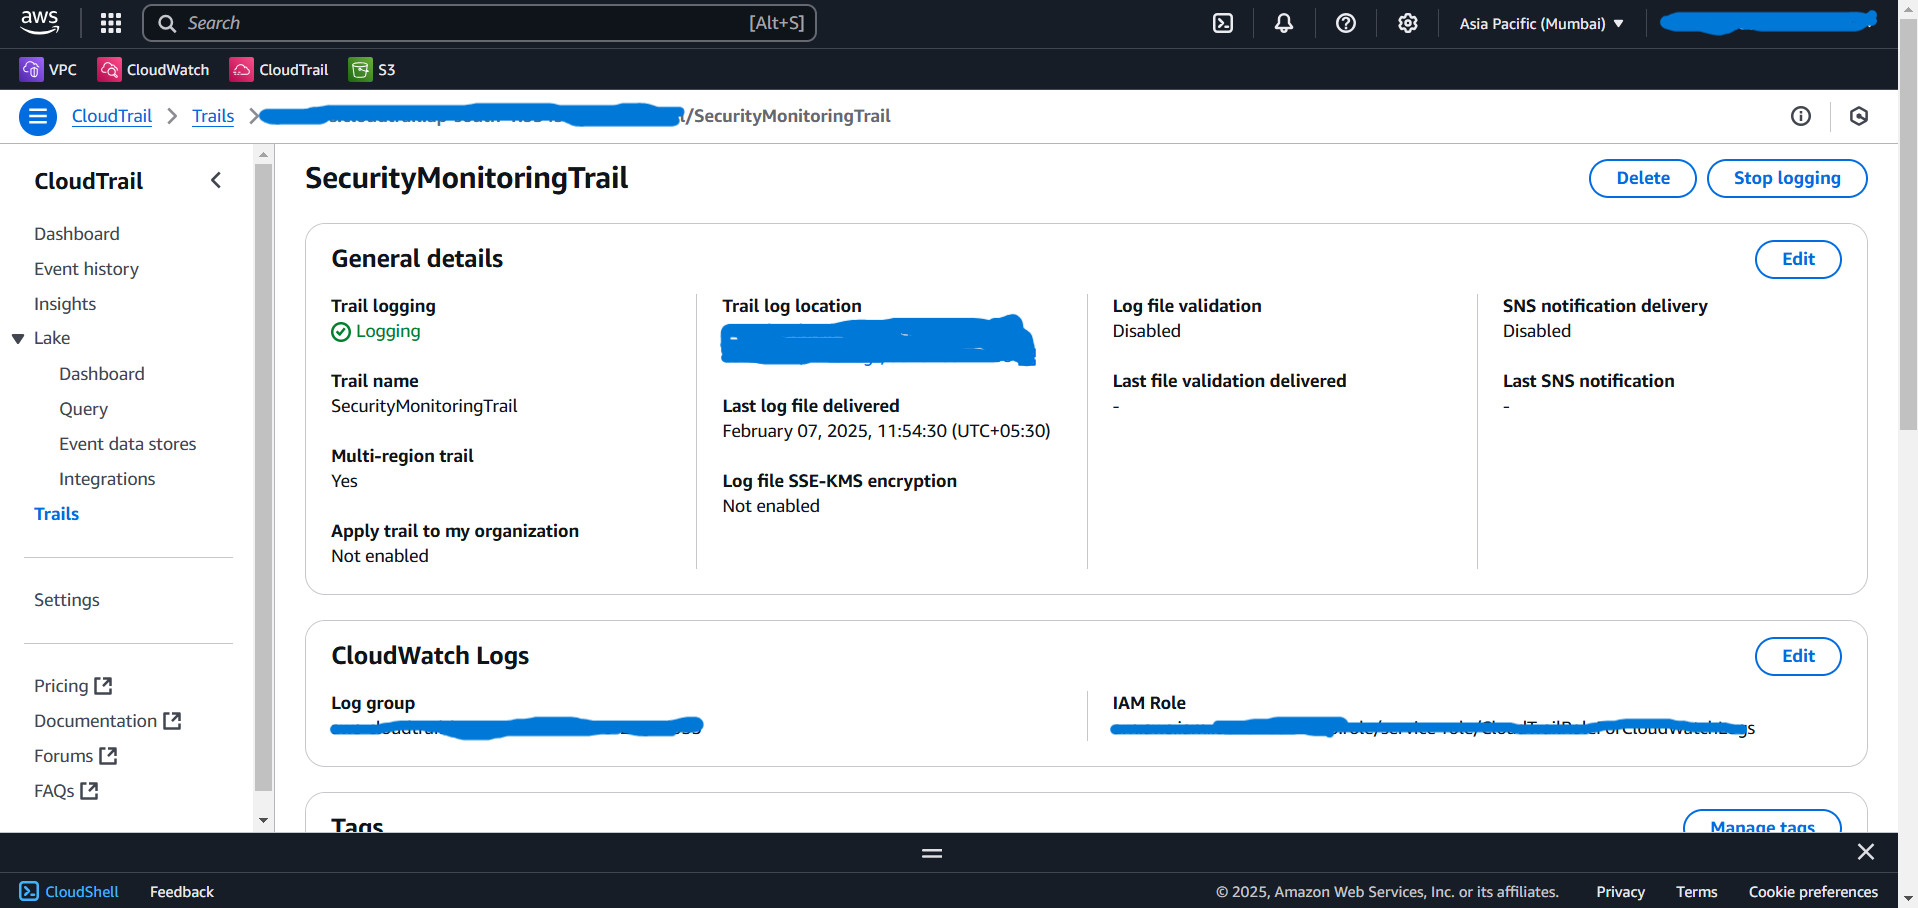 aws
Search [Alt+S]
Asia Pacific (Mumbai)
VPC CloudWatch CloudTrail S3
CloudTrail Trails /SecurityMonitoringTrail
CloudTrail
Dashboard
Event history
Insights
Lake
Dashboard
Query
Event data stores
Integrations
Trails
Settings
Pricing
Documentation
Forums
FAQs
SecurityMonitoringTrail
Delete
Stop logging
General details
Edit
Trail logging
Logging
Trail name
SecurityMonitoringTrail
Multi-region trail
Yes
Apply trail to my organization
Not enabled
Trail log location
Last log file delivered
February 07, 2025, 11:54:30 (UTC+05:30)
Log file SSE-KMS encryption
Not enabled
Log file validation
Disabled
Last file validation delivered
-
SNS notification delivery
Disabled
Last SNS notification
-
CloudWatch Logs
Edit
Log group
IAM Role
Tags
Manage tags
CloudShell Feedback
© 2025, Amazon Web Services, Inc. or its affiliates. Privacy Terms Cookie preferences